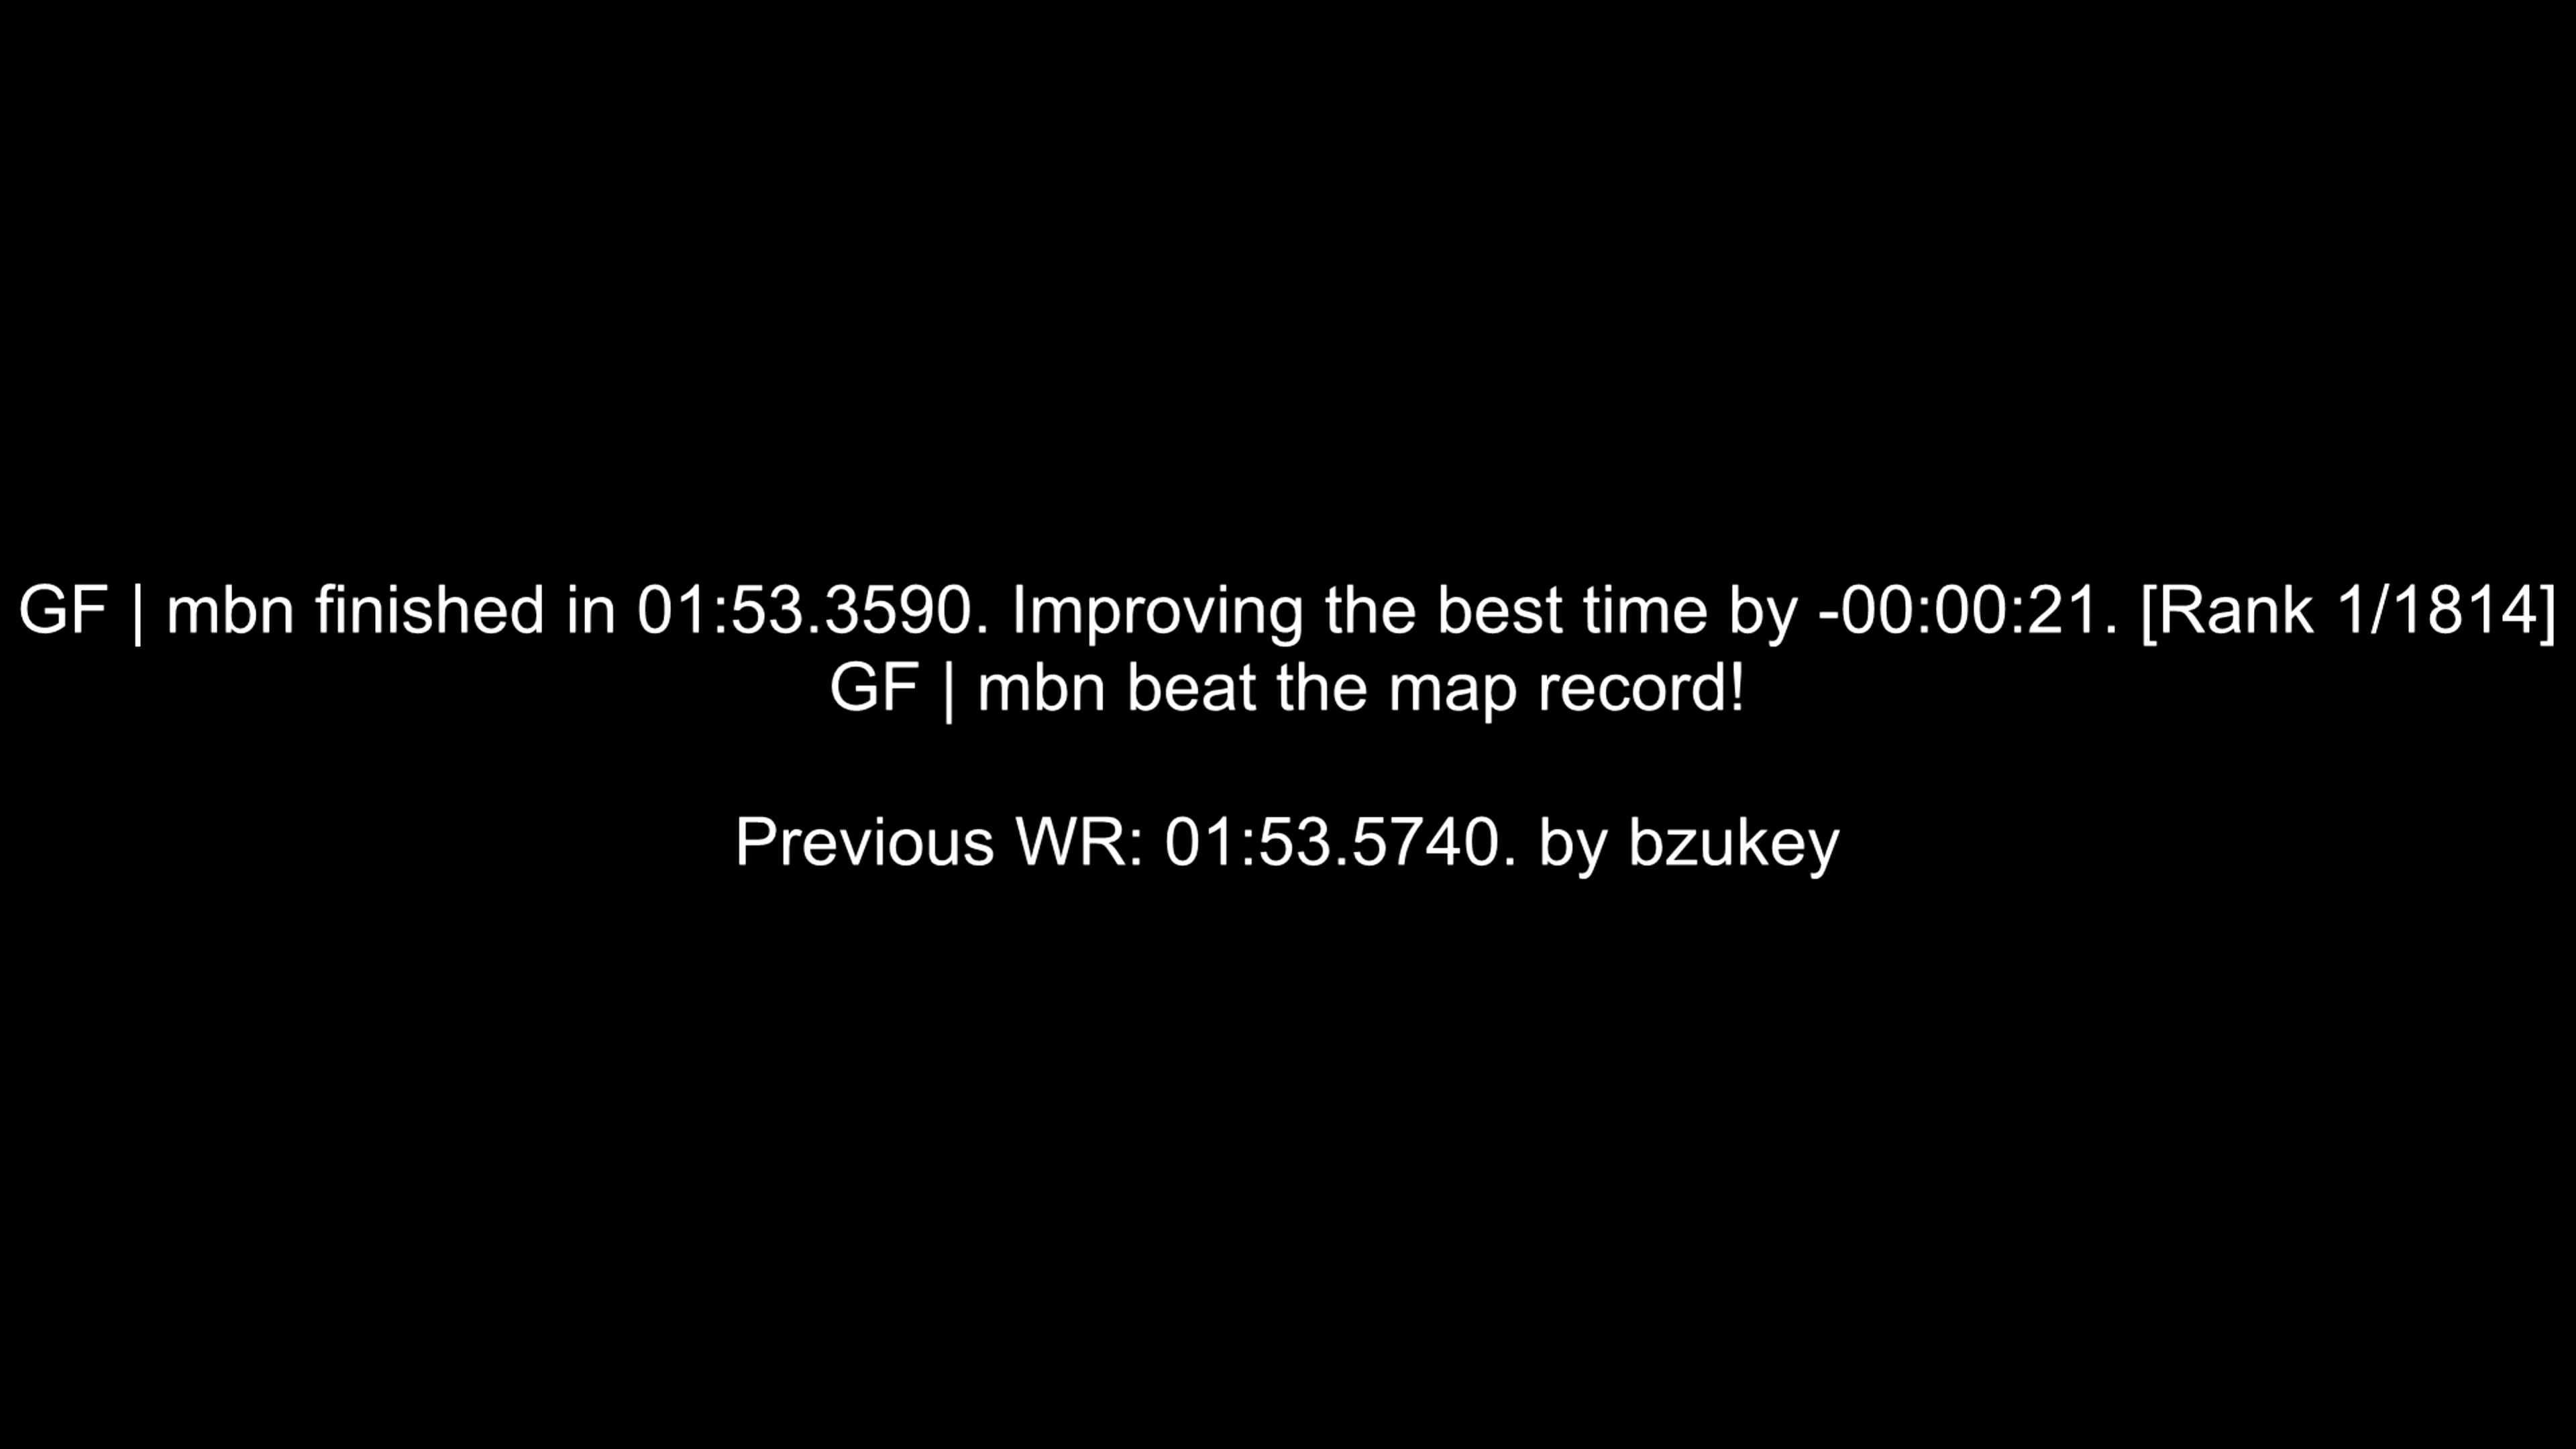 GF | mbn finished in 01:53.3590. Improving the best time by -00:00:21. [Rank 1/1814]
GF | mbn beat the map record!
Previous WR: 01:53.5740. by bzukey